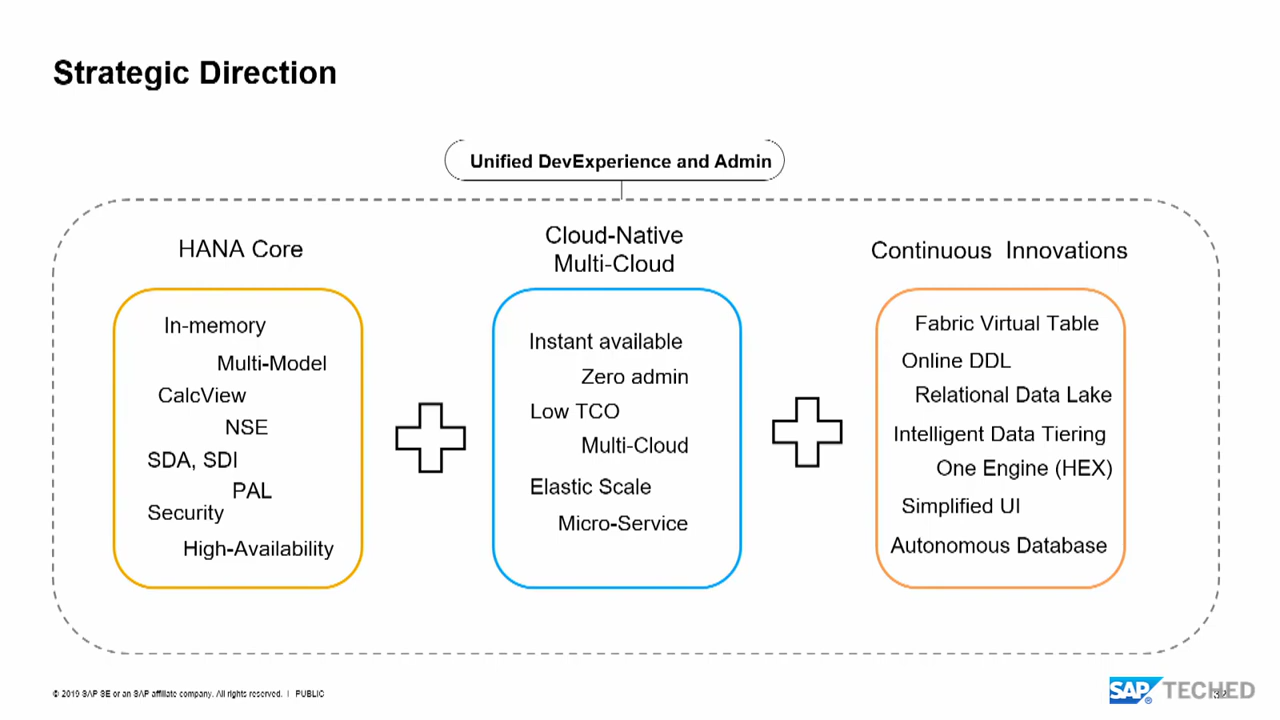 Strategic Direction
Unified DevExperience and Admin
HANA Core
In-memory
Multi-Model
CalcView
NSE
SDA, SDI
PAL
Security
High-Availability
Cloud-Native
Multi-Cloud
Instant available
Zero admin
Low TCO
Multi-Cloud
Elastic Scale
Micro-Service
Continuous Innovations
Fabric Virtual Table
Online DDL
Relational Data Lake
Intelligent Data Tiering
One Engine (HEX)
Simplified UI
Autonomous Database
© 2019 SAP SE or an SAP affiliate company. All rights reserved. | PUBLIC
SAP TECHED